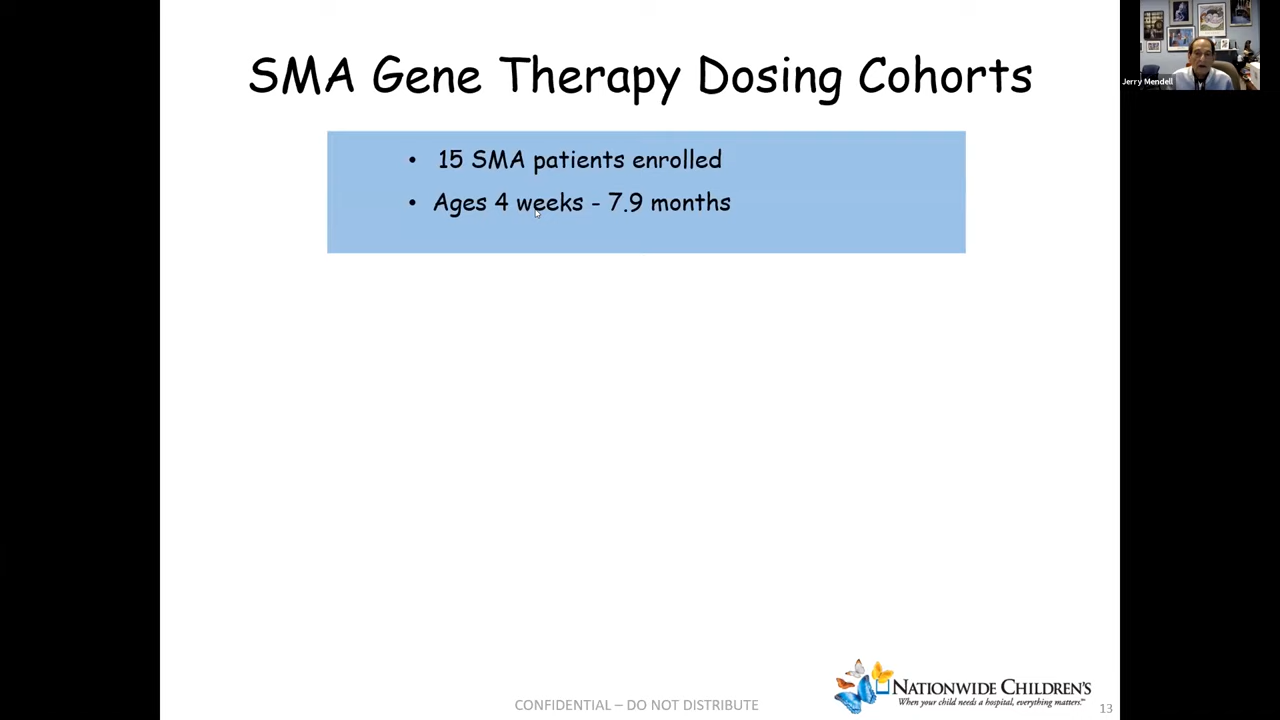 SMA Gene Therapy Dosing Cohorts
Jerry Mendell
• 15 SMA patients enrolled
• Ages 4 weeks - 7.9 months
NATIONWIDE CHILDREN'S
When your child needs a hospital, everything matters.℠
CONFIDENTIAL – DO NOT DISTRIBUTE
13